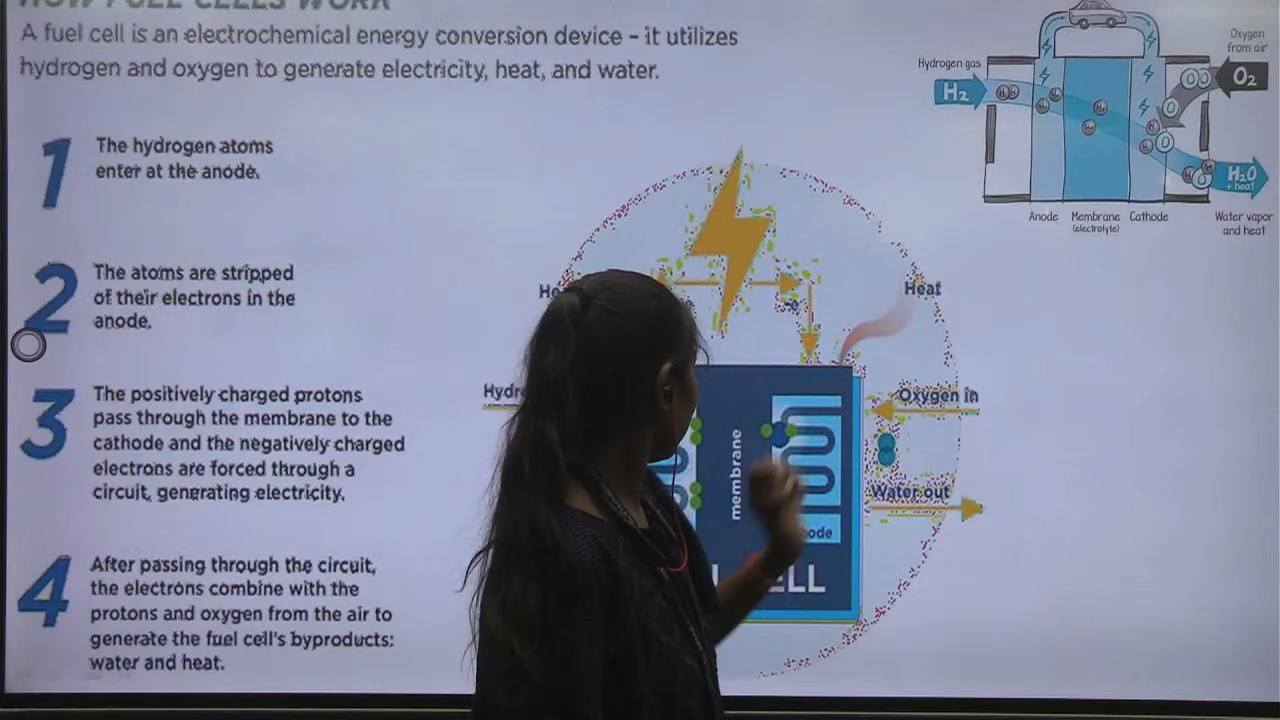 HOW FUEL CELLS WORK
A fuel cell is an electrochemical energy conversion device – it utilizes
hydrogen and oxygen to generate electricity, heat, and water.
1
The hydrogen atoms
enter at the anode.
2
The atoms are stripped
of their electrons in the
anode.
3
The positively charged protons
pass through the membrane to the
cathode and the negatively charged
electrons are forced through a
circuit, generating electricity.
4
After passing through the circuit,
the electrons combine with the
protons and oxygen from the air to
generate the fuel cell's byproducts:
water and heat.
Heat
Oxygen in
Water out
membrane
Hydrogen gas
H₂
Oxygen
from air
O₂
H₂O
+ heat
Anode
Membrane
(electrolyte)
Cathode
Water vapor
and heat